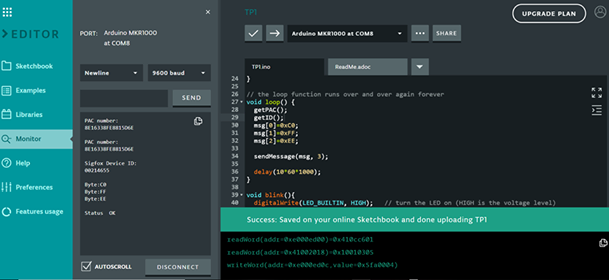 EDITOR
Sketchbook
Examples
Libraries
Monitor
Help
Preferences
Features usage
PORT: Arduino MKR1000
at COM8
Newline
9600 baud
SEND
PAC number:
8E16338FE8815D6E
PAC number:
8E16338FE8815D6E
Sigfox Device ID:
00214655
Byte:C0
Byte:FF
Byte:EE
Status OK
AUTOSCROLL
DISCONNECT
TP1
UPGRADE PLAN
Arduino MKR1000 at COM8
SHARE
TP1.ino
ReadMe.adoc
24 }
25
26 // the loop function runs over and over again forever
27 void loop() {
28 getPAC();
29 getID();
30 msg[0]=0xC0;
31 msg[1]=0xFF;
32 msg[2]=0xEE;
33
34 sendMessage(msg, 3);
35
36 delay(10*60*1000);
37 }
38
39 void blink(){
40 digitalWrite(LED_BUILTIN, HIGH); // turn the LED on (HIGH is the voltage level)
Success: Saved on your online Sketchbook and done uploading TP1
readWord(addr=0xe000ed00)=0x410cc601
readWord(addr=0x41002018)=0x10010305
writeWord(addr=0xe000ed0c,value=0x5fa0004)